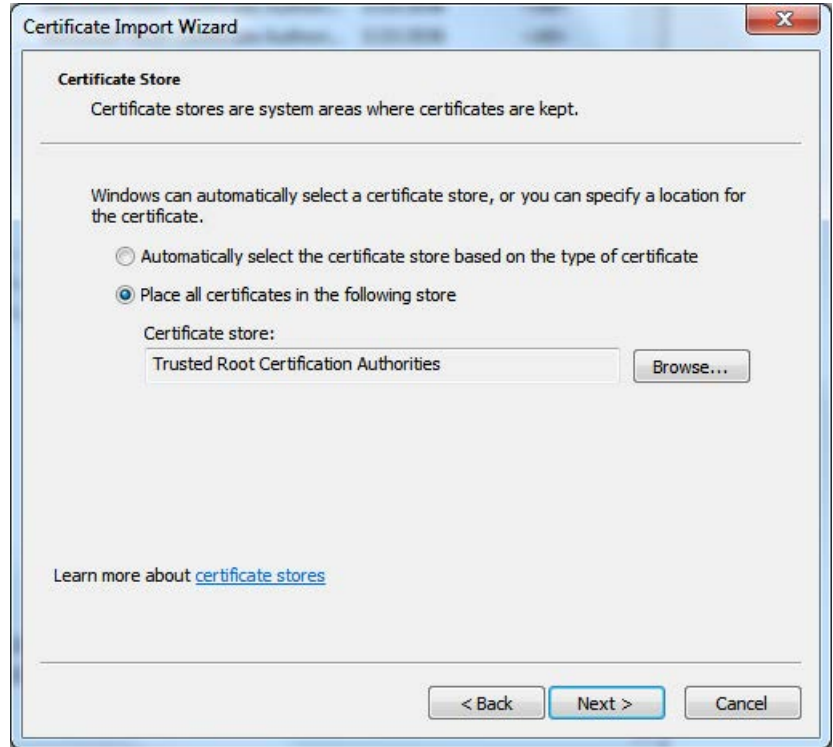 Certificate Import Wizard
Certificate Store
Certificate stores are system areas where certificates are kept.
Windows can automatically select a certificate store, or you can specify a location for
the certificate.
Automatically select the certificate store based on the type of certificate
Place all certificates in the following store
Certificate store:
Trusted Root Certification Authorities
Browse...
Learn more about certificate stores
< Back Next > Cancel